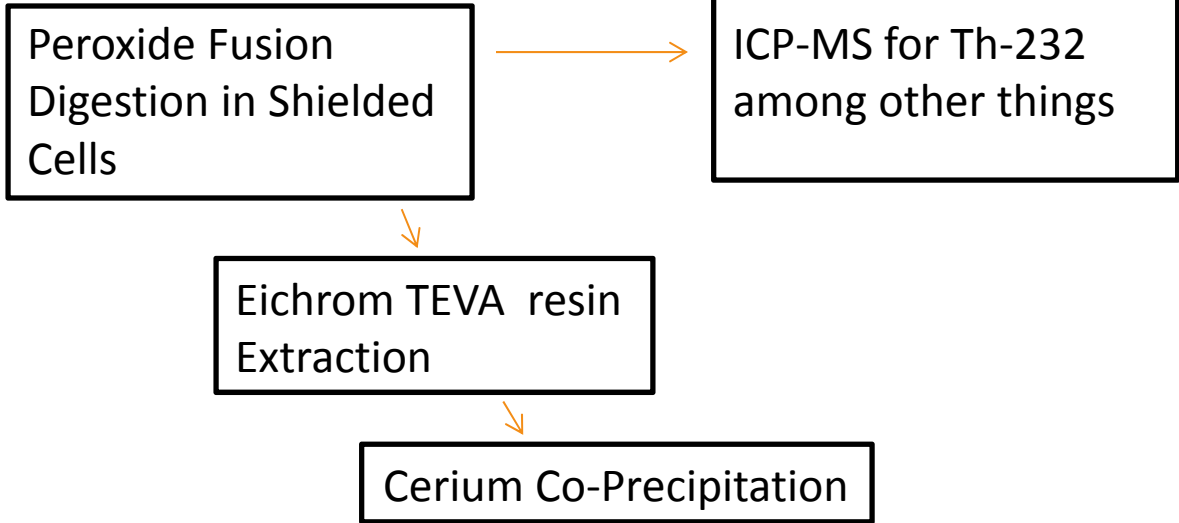 Peroxide Fusion
Digestion in Shielded
Cells
ICP-MS for Th-232
among other things
Eichrom TEVA  resin
Extraction
Cerium Co-Precipitation